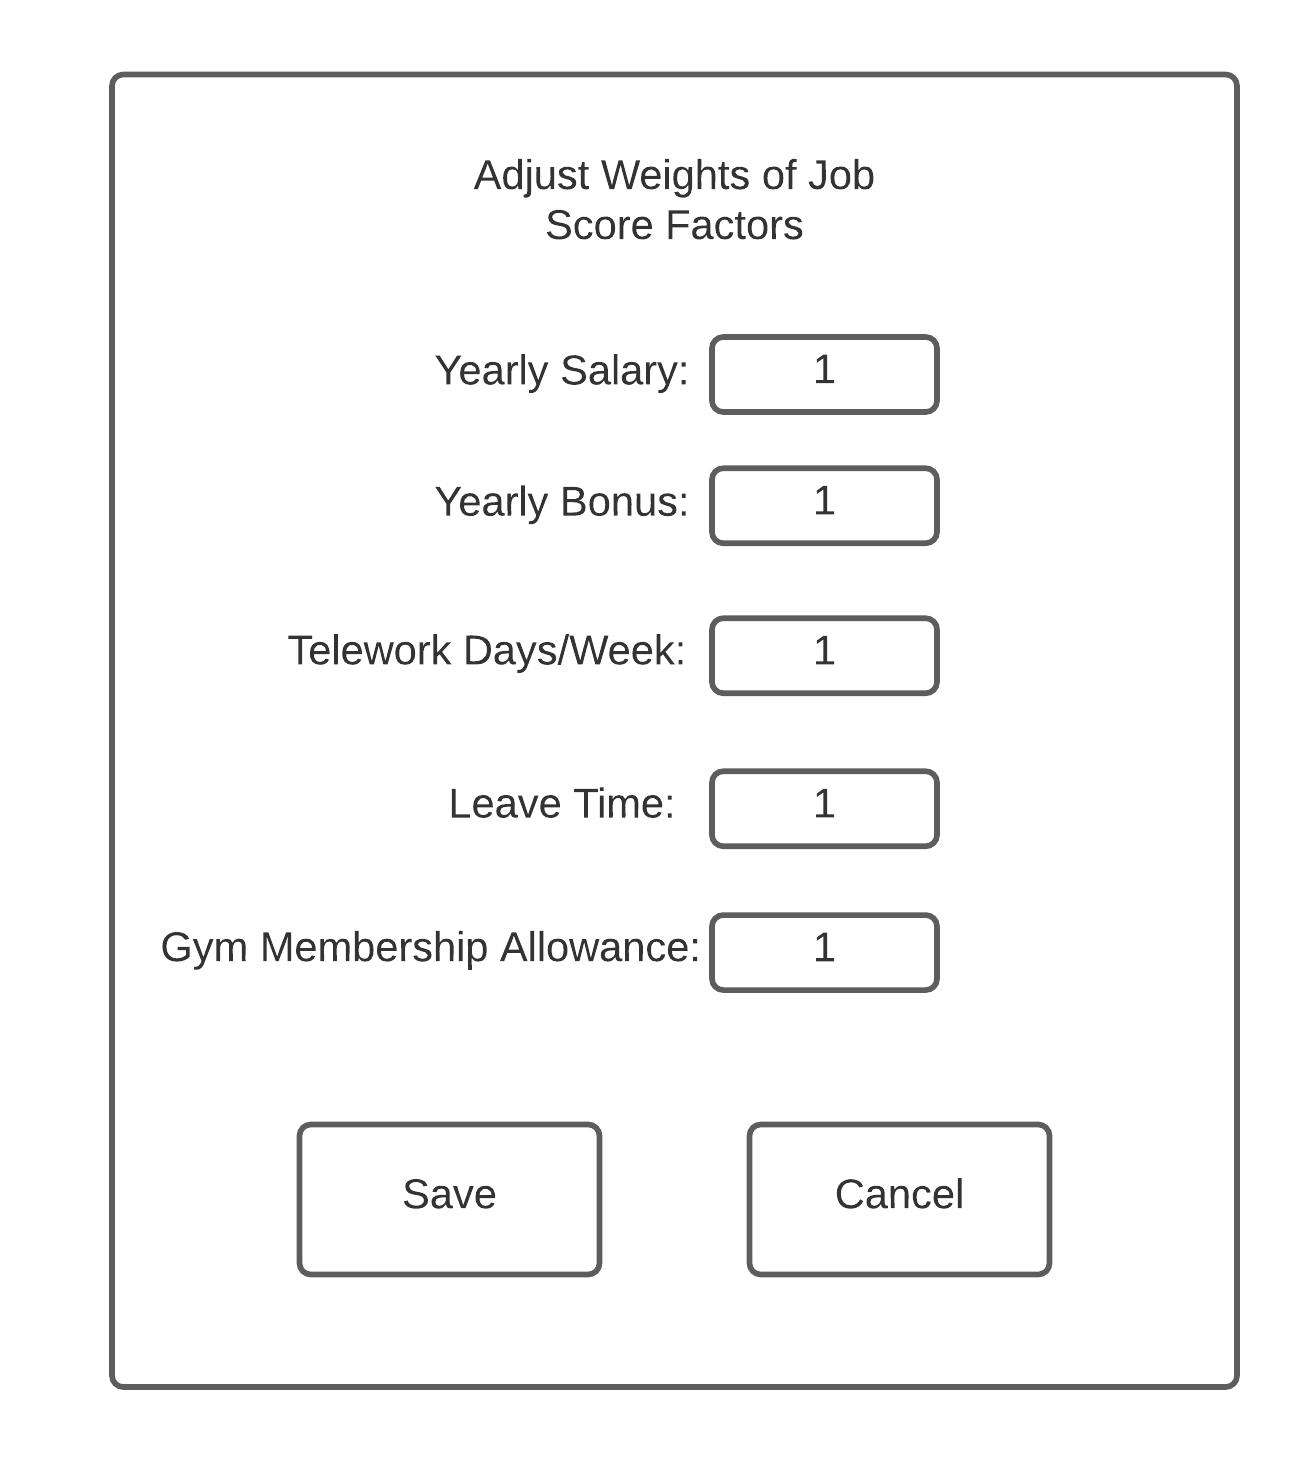 Adjust Weights of Job
Score Factors
Yearly Salary: 1
Yearly Bonus: 1
Telework Days/Week: 1
Leave Time: 1
Gym Membership Allowance: 1
Save Cancel